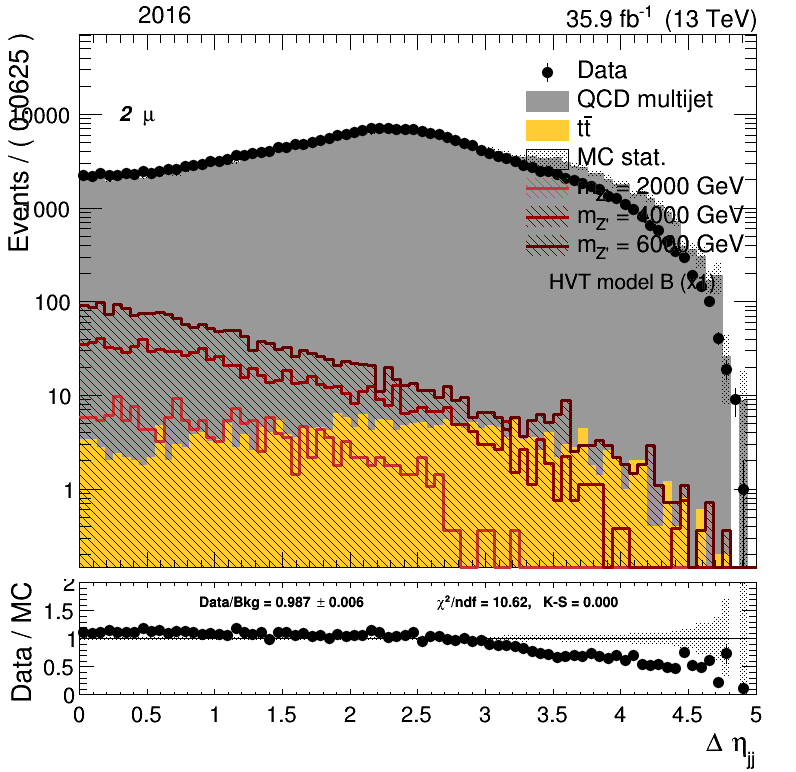 2016
35.9 fb⁻¹ (13 TeV)
Events / ( 0.0625 )
10000
1000
100
10
1
2 μ
Data
QCD multijet
tt̄
MC stat.
m_Z' = 2000 GeV
m_Z' = 4000 GeV
m_Z' = 6000 GeV
HVT model B (x1)
Data / MC
2
1.5
1
0.5
0
Data/Bkg = 0.987 ± 0.006
χ²/ndf = 10.62, K-S = 0.000
0 0.5 1 1.5 2 2.5 3 3.5 4 4.5 5
Δ η_jj